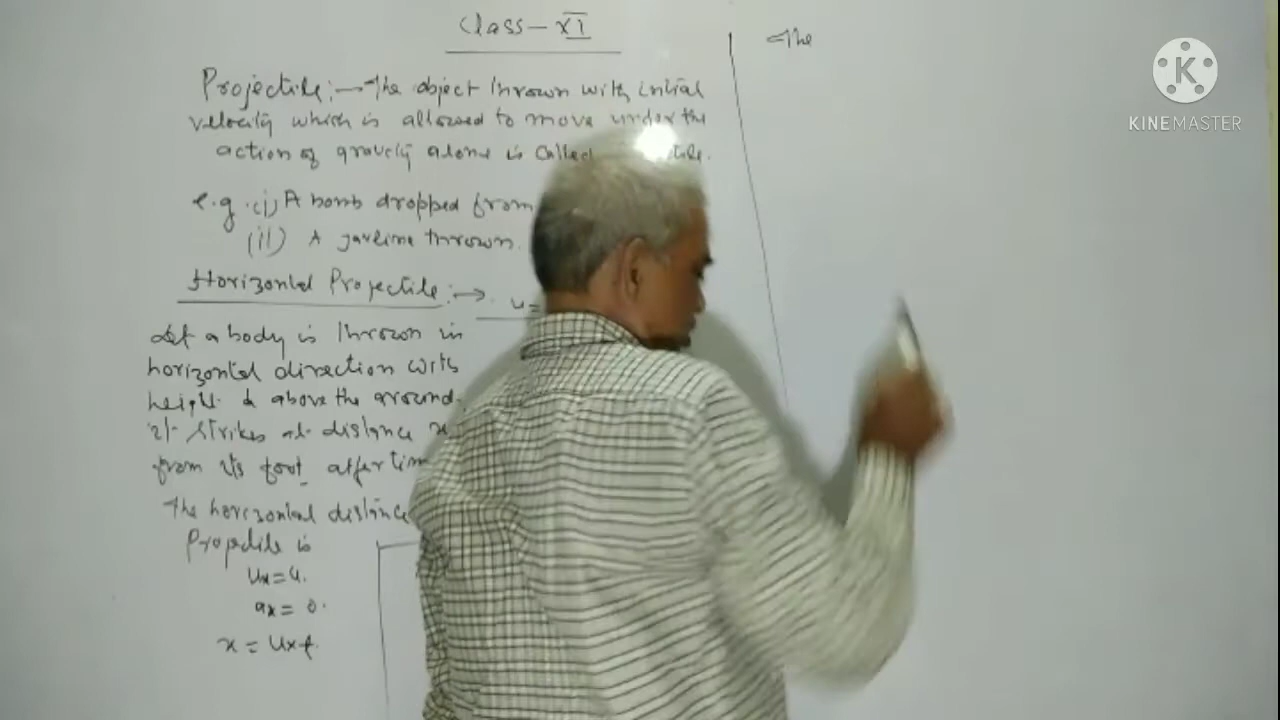 Class - XI
Projectile :→ The object thrown with initial
velocity which is allowed to move under the
action of gravity alone is called
e.g. (i) A bomb dropped from
(ii) A javline thrown.
Horizontal Projectile :→ u=
Let a body is thrown in
horizontal direction with
height h above the ground.
It strikes at distance x
from its foot after tim
The horizontal distance
Projectile is
ux = u.
ax = 0.
x = uxt
The
K
KINEMASTER